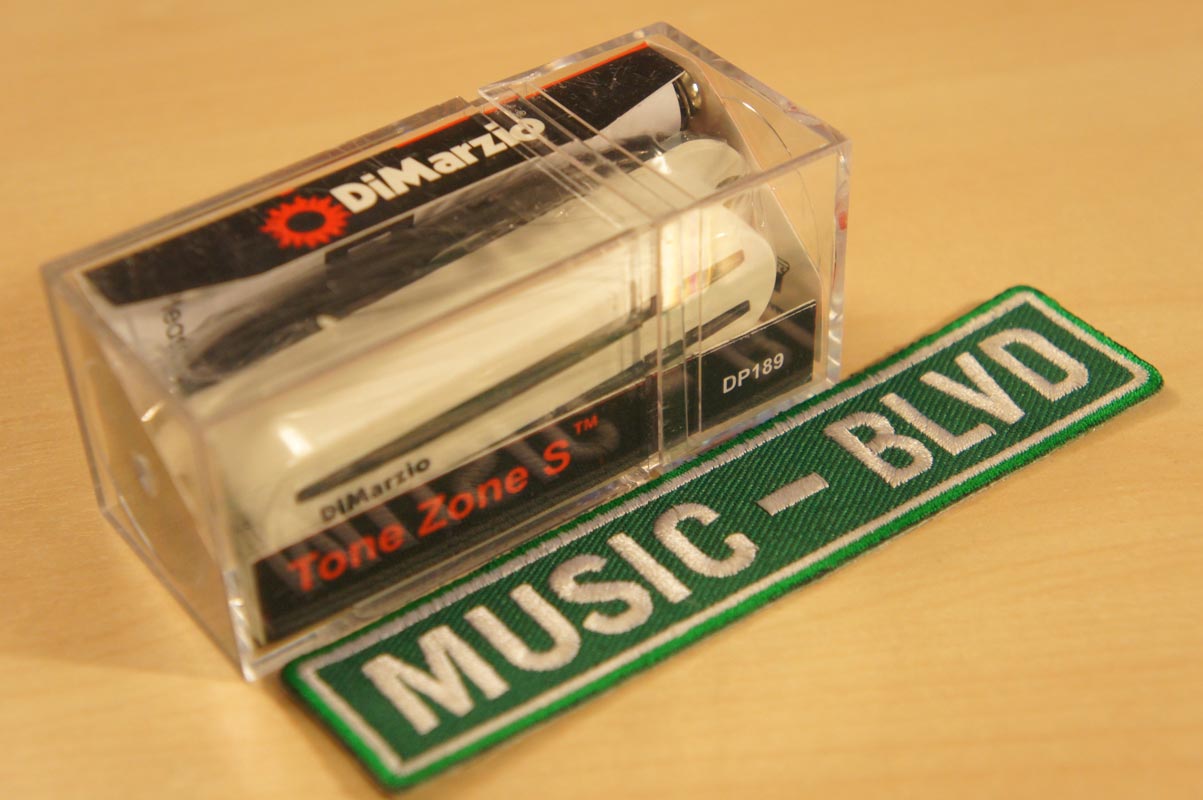 DiMarzio®
DiMarzio
Tone Zone S™
DP189
MUSIC - BLVD